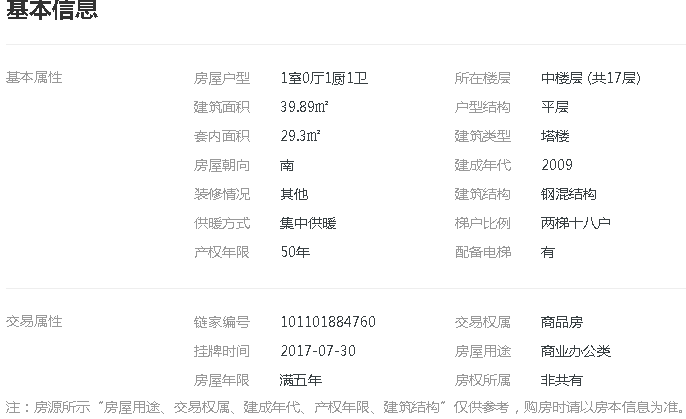 基本信息
基本属性 房屋户型 1室0厅1厨1卫 所在楼层 中楼层 (共17层)
建筑面积 39.89㎡ 户型结构 平层
套内面积 29.3㎡ 建筑类型 塔楼
房屋朝向 南 建成年代 2009
装修情况 其他 建筑结构 钢混结构
供暖方式 集中供暖 梯户比例 两梯十八户
产权年限 50年 配备电梯 有
交易属性 链家编号 101101884760 交易权属 商品房
挂牌时间 2017-07-30 房屋用途 商业办公类
房屋年限 满五年 房权所属 非共有
注：房源所示“房屋用途、交易权属、建成年代、产权年限、建筑结构”仅供参考，购房时请以房本信息为准。